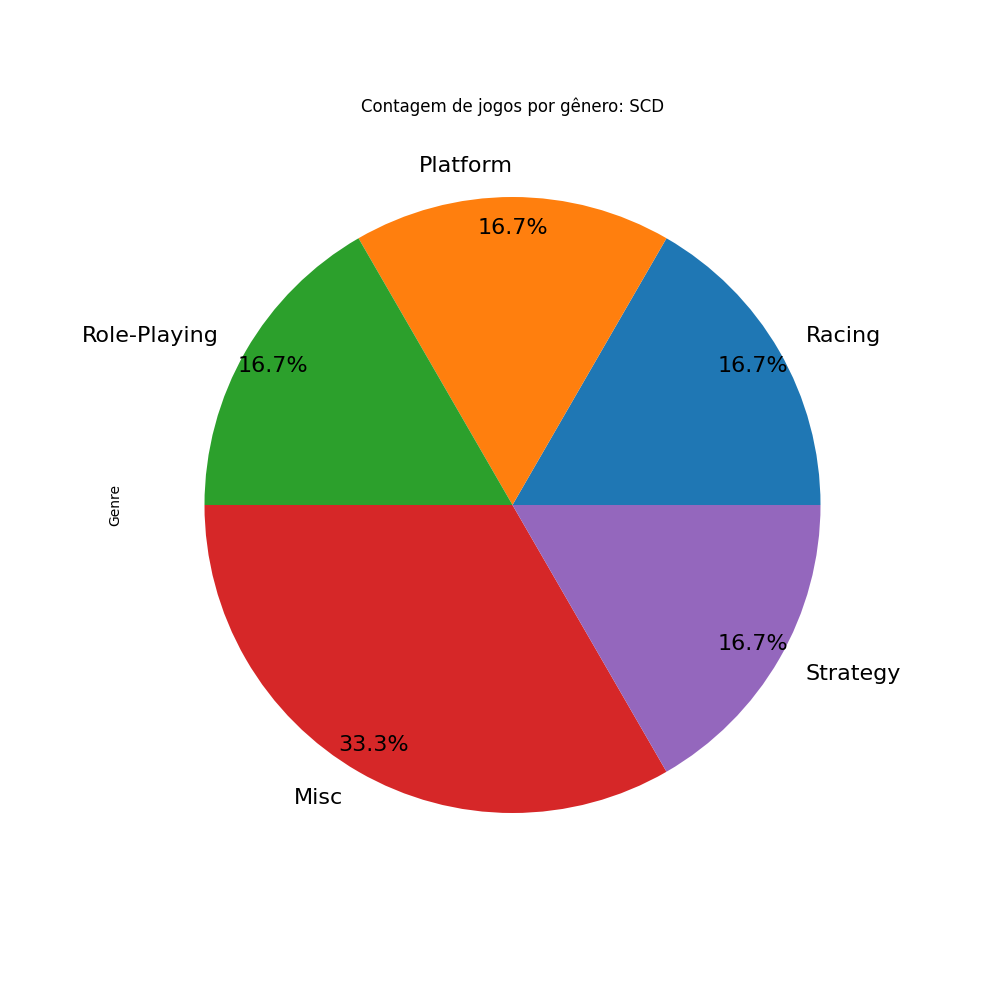 Contagem de jogos por gênero: SCD
Platform
16.7%
Role-Playing
16.7%
Racing
16.7%
Genre
16.7%
Strategy
33.3%
Misc